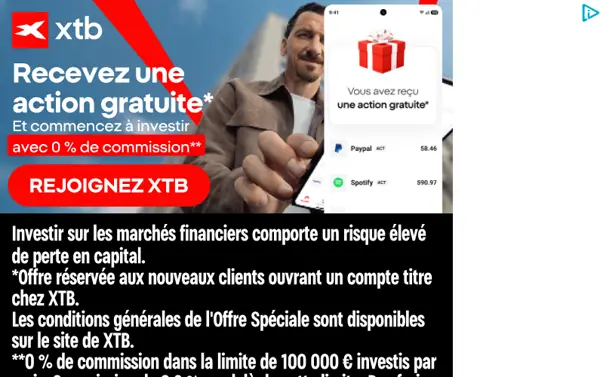 xtb
Recevez une
action gratuite*
Et commencez à investir
avec 0 % de commission**
REJOIGNEZ XTB
9:41
Vous avez reçu
une action gratuite*
Paypal ACT 58.46
Spotify ACT 590.97
Investir sur les marchés financiers comporte un risque élevé
de perte en capital.
*Offre réservée aux nouveaux clients ouvrant un compte titre
chez XTB.
Les conditions générales de l'Offre Spéciale sont disponibles
sur le site de XTB.
**0 % de commission dans la limite de 100 000 € investis par